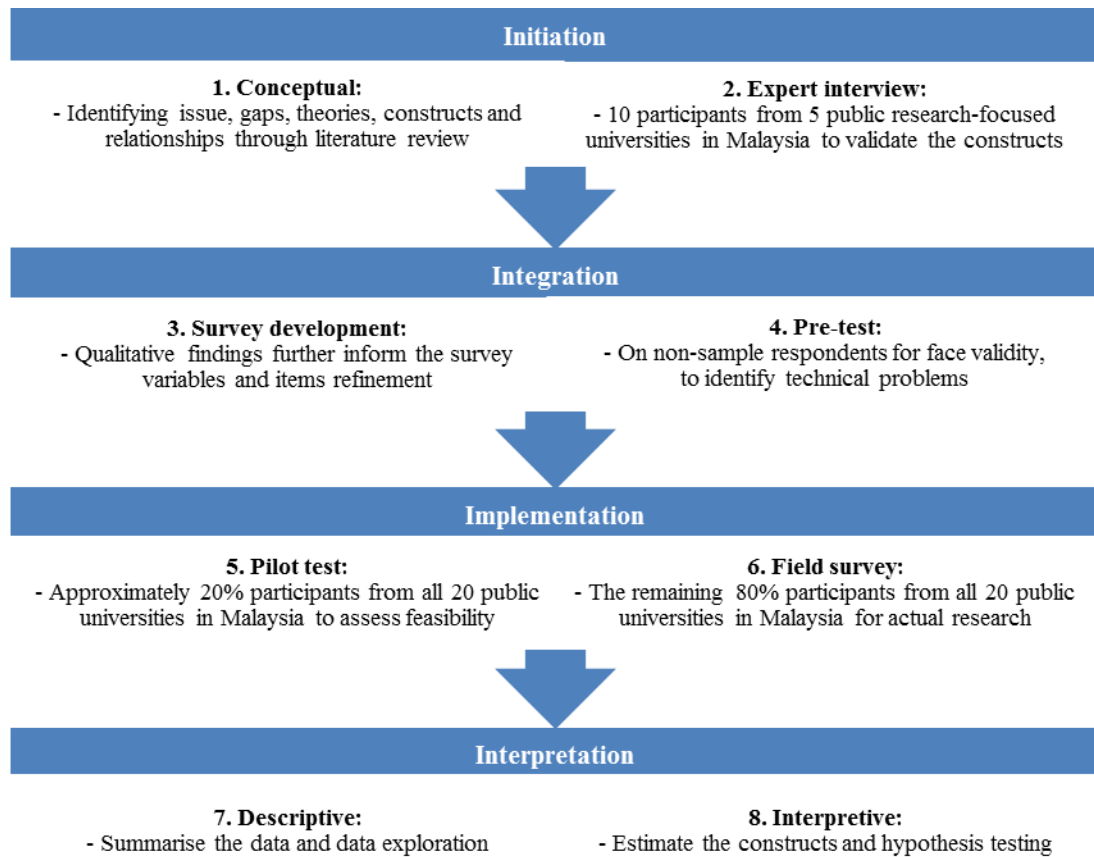 Initiation
1. Conceptual:
- Identifying issue, gaps, theories, constructs and
relationships through literature review
2. Expert interview:
- 10 participants from 5 public research-focused
universities in Malaysia to validate the constructs
Integration
3. Survey development:
- Qualitative findings further inform the survey
variables and items refinement
4. Pre-test:
- On non-sample respondents for face validity,
to identify technical problems
Implementation
5. Pilot test:
- Approximately 20% participants from all 20 public
universities in Malaysia to assess feasibility
6. Field survey:
- The remaining 80% participants from all 20 public
universities in Malaysia for actual research
Interpretation
7. Descriptive:
- Summarise the data and data exploration
8. Interpretive:
- Estimate the constructs and hypothesis testing